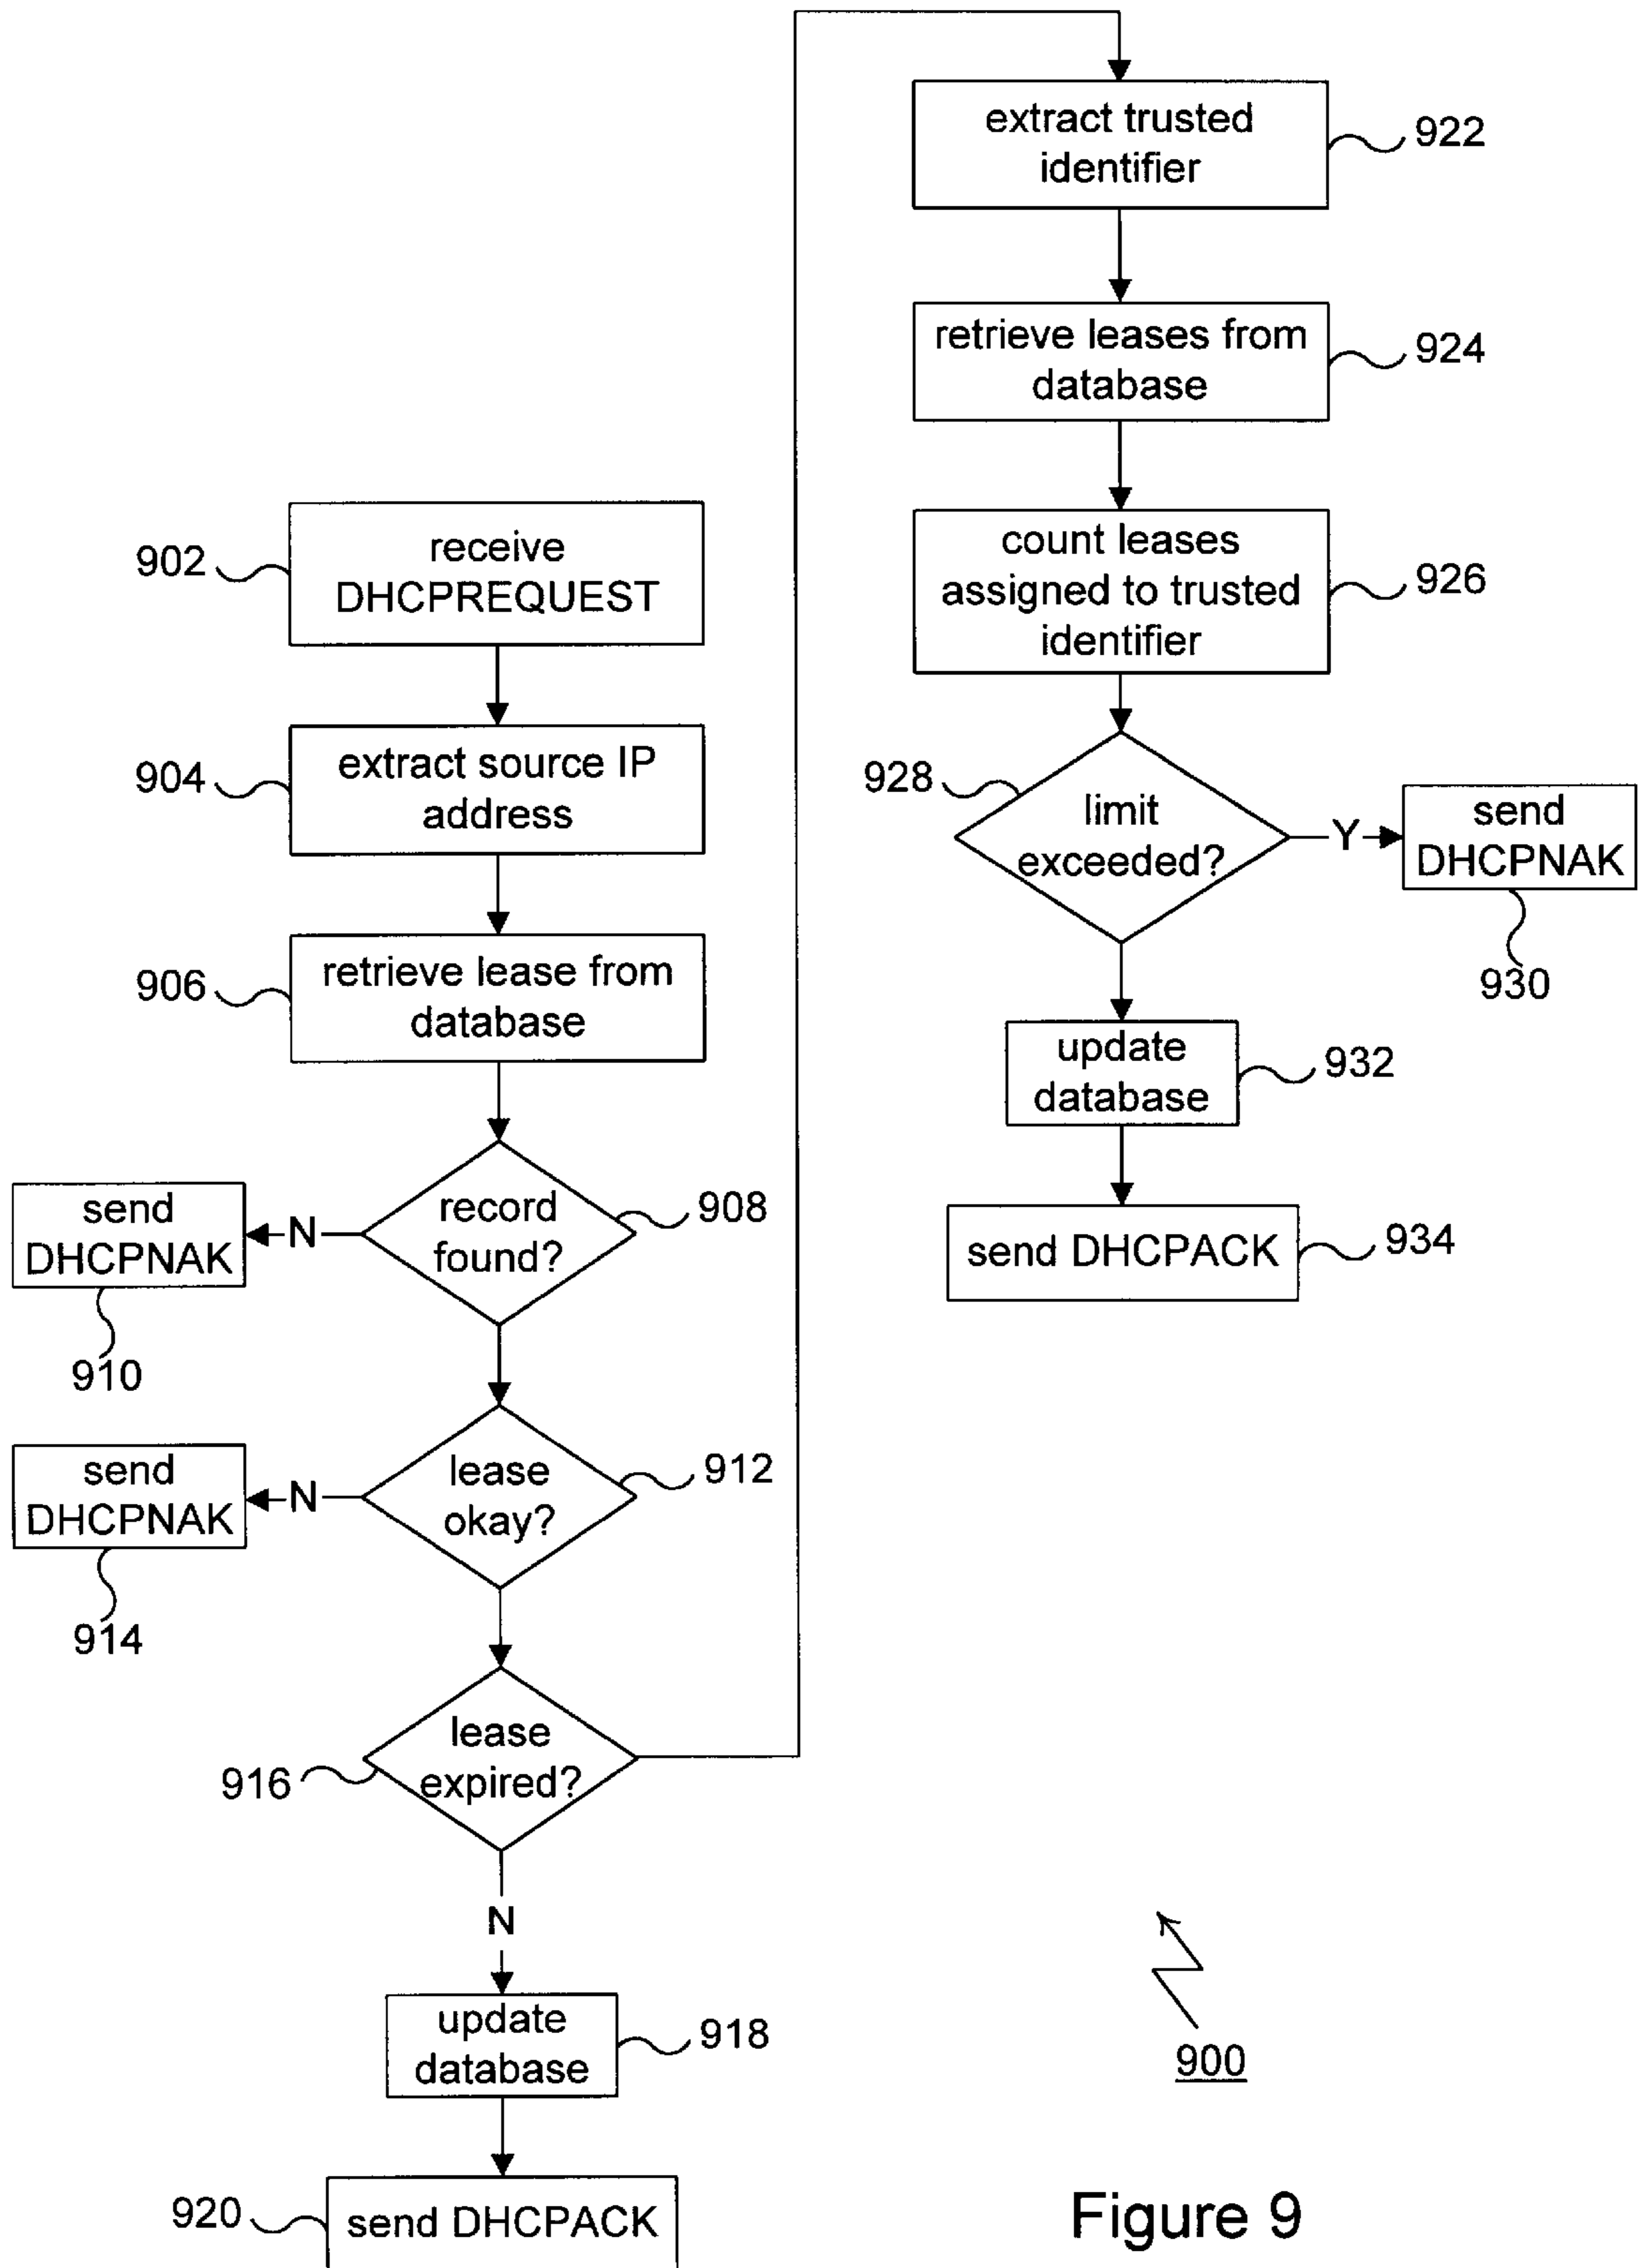 902
receive
DHCPREQUEST
904
extract source IP
address
906
retrieve lease from
database
record
found?
908
N
send
DHCPNAK
910
lease
okay?
912
N
send
DHCPNAK
914
lease
expired?
916
N
update
database
918
920
send DHCPACK
extract trusted
identifier
922
retrieve leases from
database
924
count leases
assigned to trusted
identifier
926
928
limit
exceeded?
Y
send
DHCPNAK
930
update
database
932
send DHCPACK
934
900
Figure 9